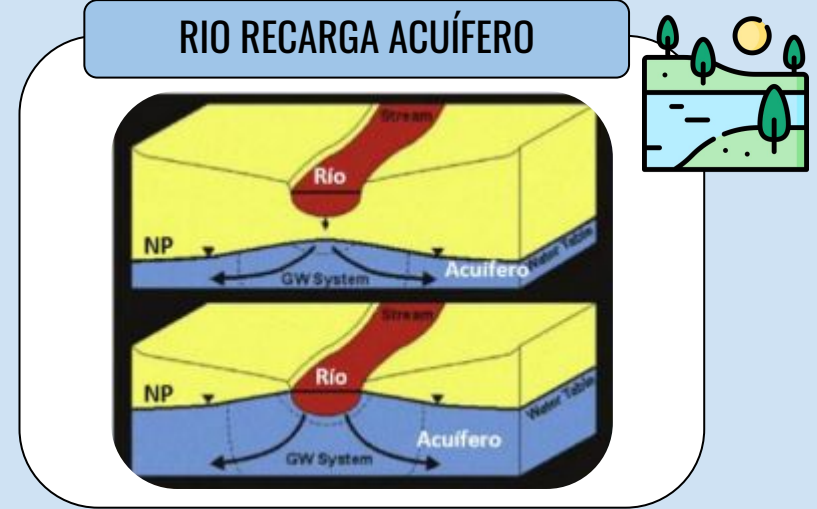 RIO RECARGA ACUÍFERO
Stream
Río
NP
Acuífero
Water Table
GW System
Stream
Río
NP
Water Table
Acuífero
GW System